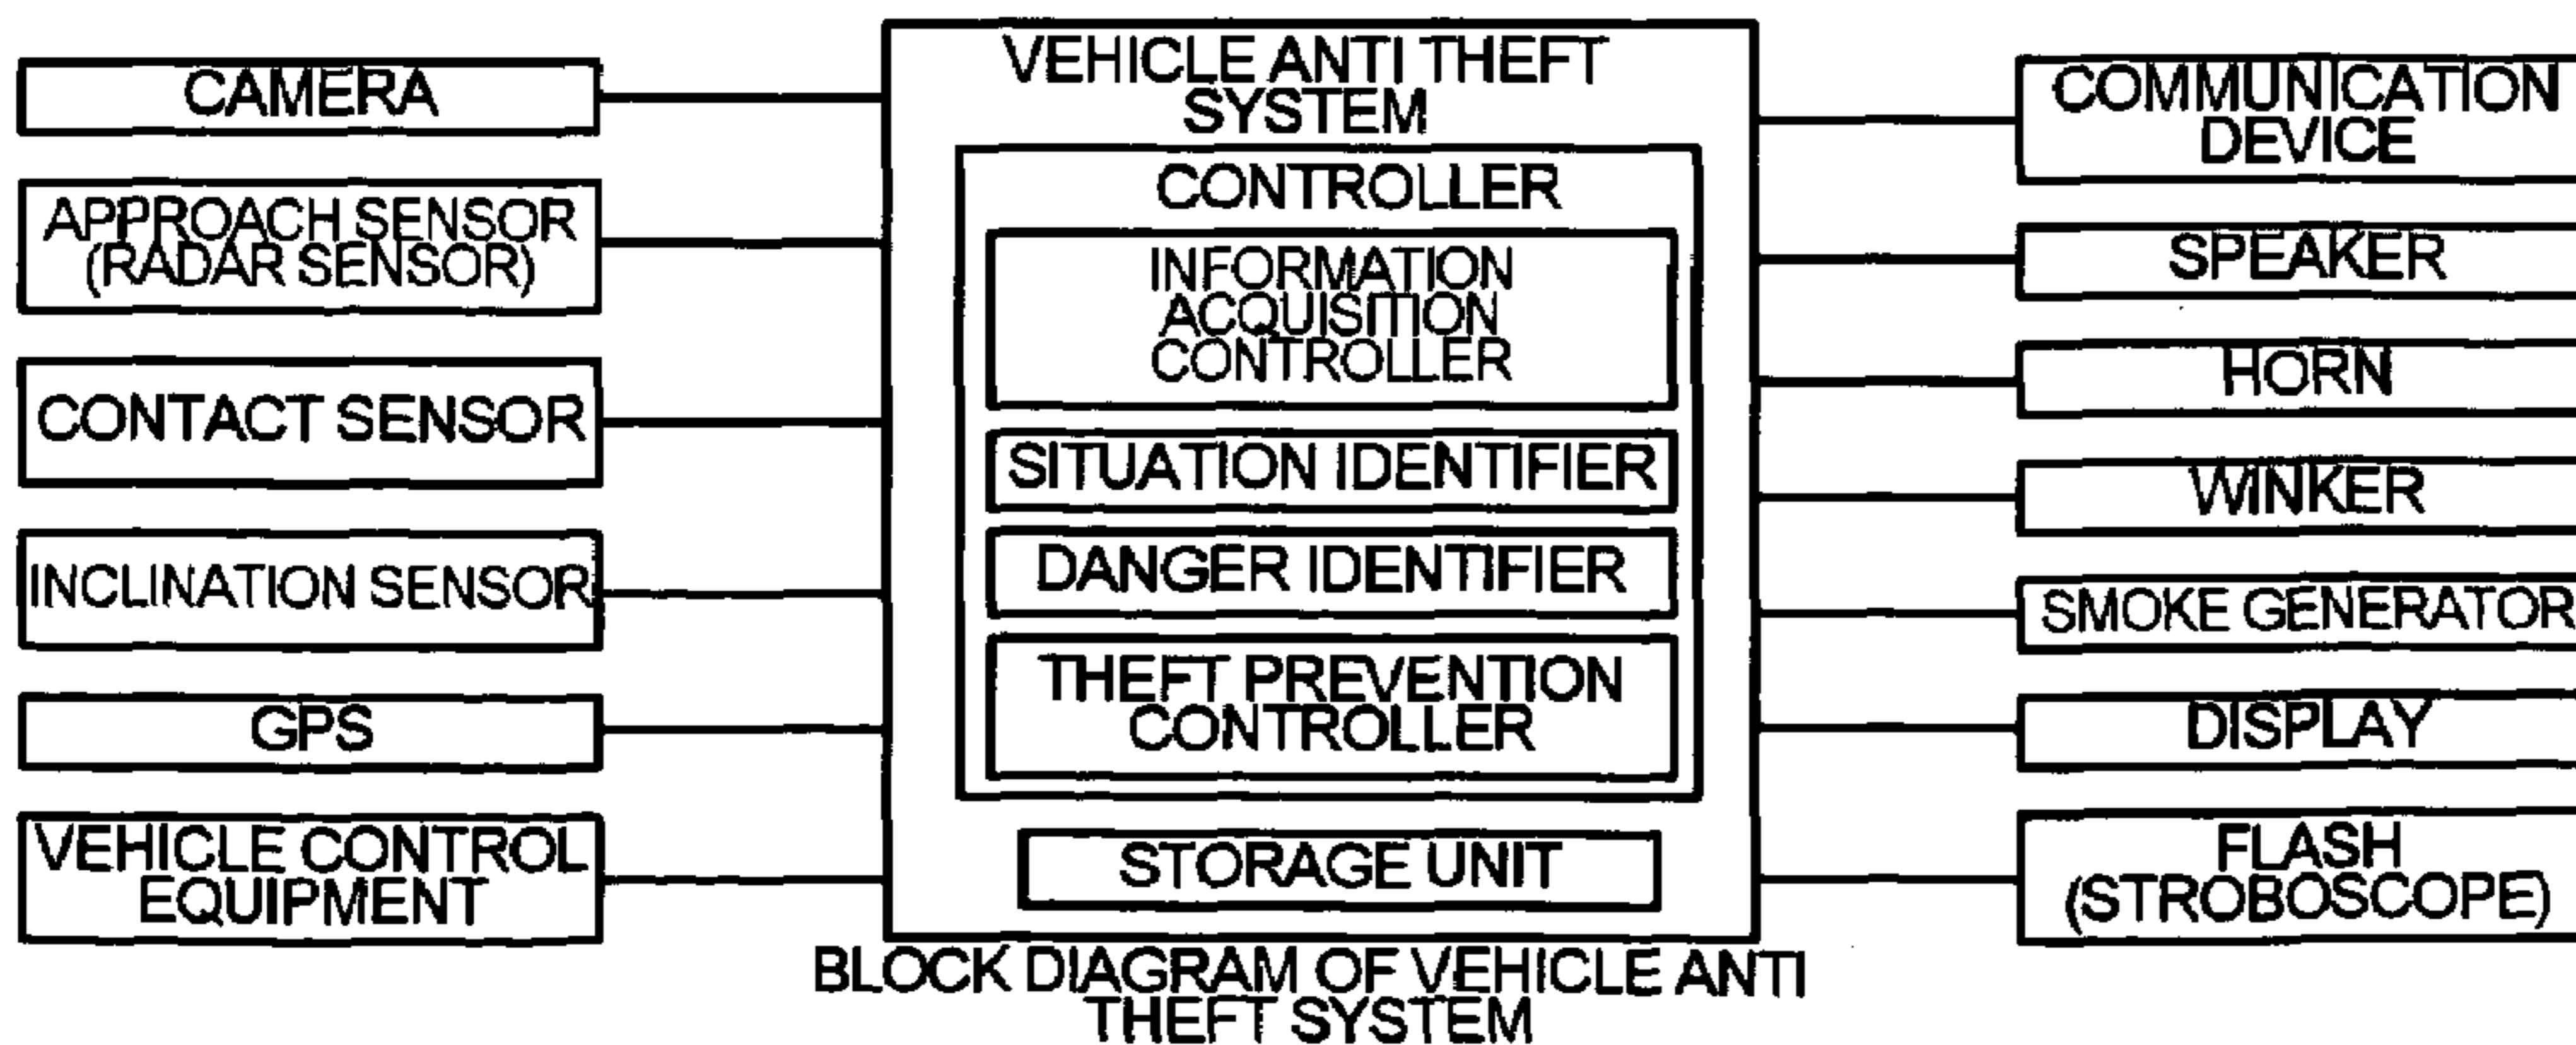 CAMERA
APPROACH SENSOR
(RADAR SENSOR)
CONTACT SENSOR
INCLINATION SENSOR
GPS
VEHICLE CONTROL
EQUIPMENT
VEHICLE ANTI THEFT
SYSTEM
CONTROLLER
INFORMATION
ACQUISITION
CONTROLLER
SITUATION IDENTIFIER
DANGER IDENTIFIER
THEFT PREVENTION
CONTROLLER
STORAGE UNIT
COMMUNICATION
DEVICE
SPEAKER
HORN
WINKER
SMOKE GENERATOR
DISPLAY
FLASH
(STROBOSCOPE)
BLOCK DIAGRAM OF VEHICLE ANTI
THEFT SYSTEM